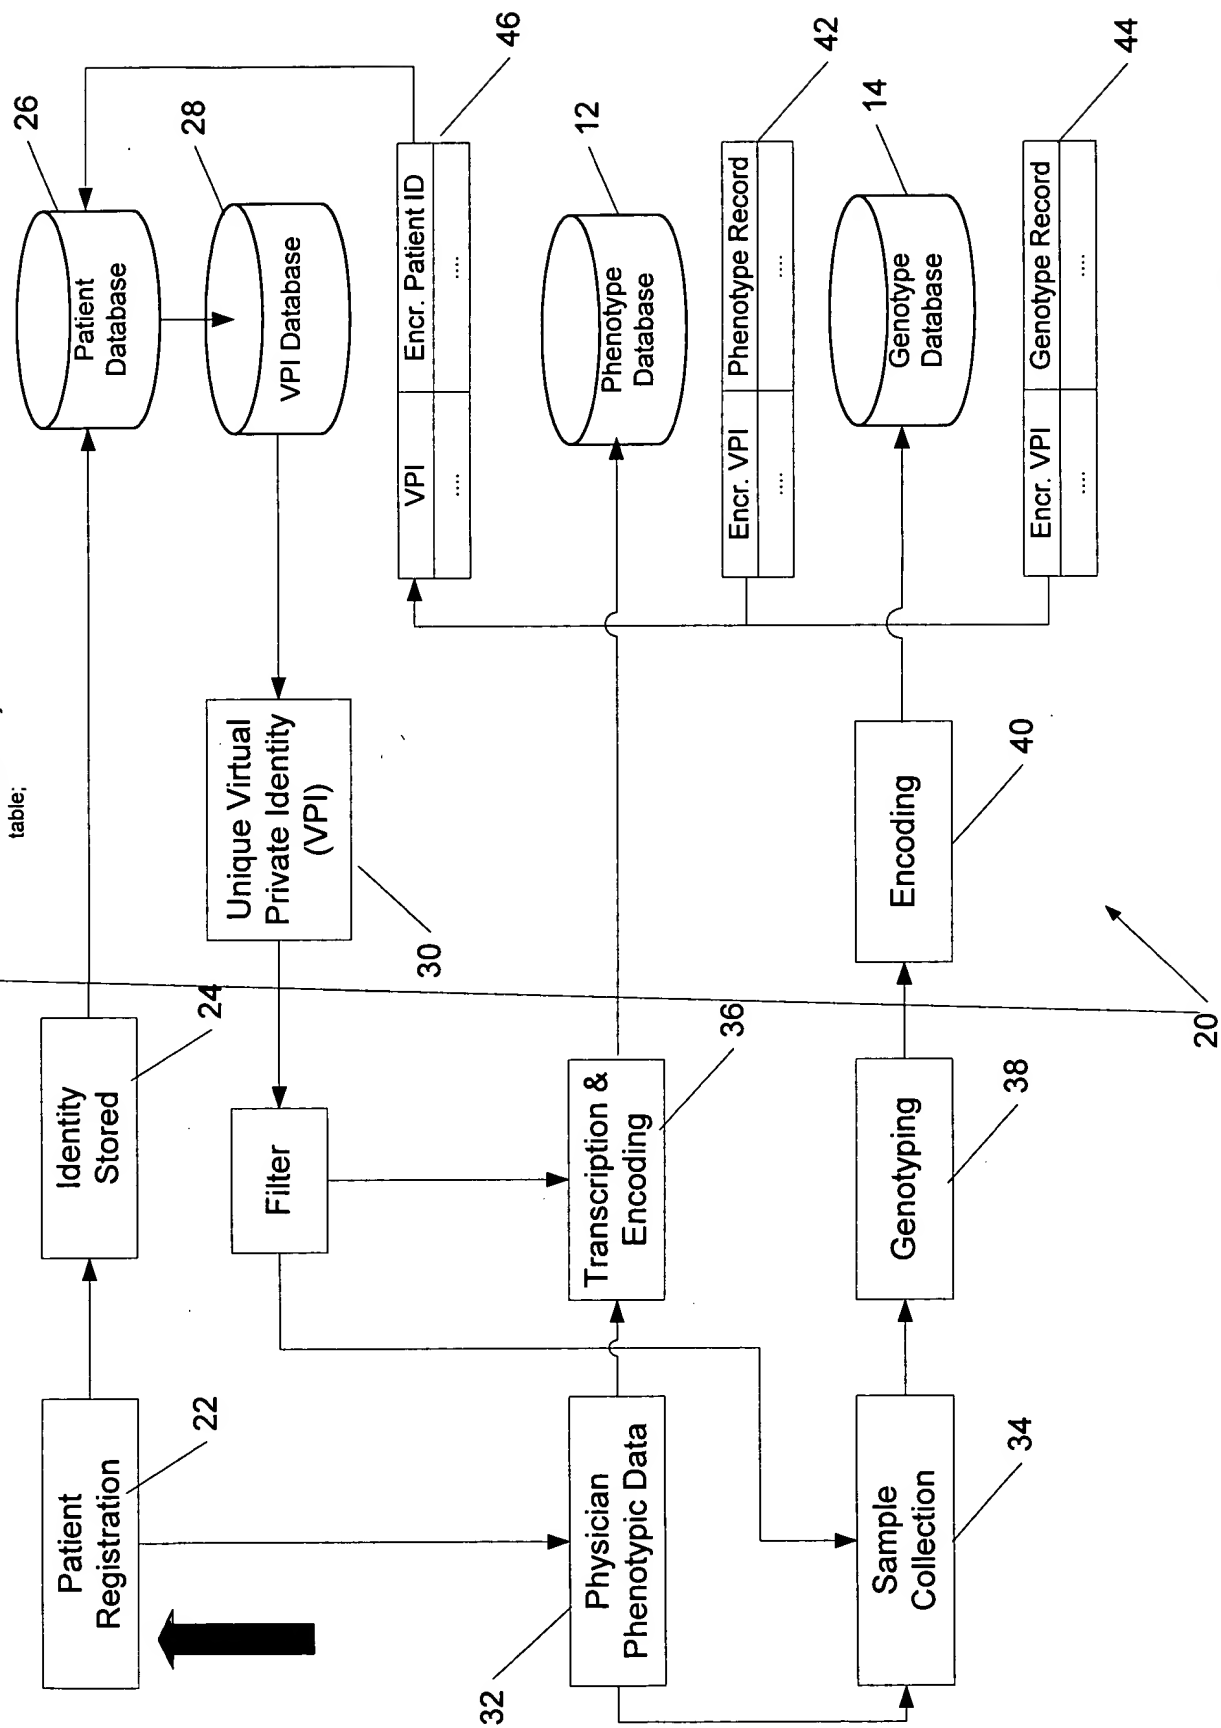 table;
Patient
Registration
22
Identity
Stored
24
Patient
Database
26
VPI Database
28
Unique Virtual
Private Identity
(VPI)
30
Filter
VPI
Encr. Patient ID
....
....
46
Physician
Phenotypic Data
32
Transcription &
Encoding
36
Phenotype
Database
12
Encr. VPI
Phenotype Record
....
....
42
Sample
Collection
34
Genotyping
38
Encoding
40
Genotype
Database
14
Encr. VPI
Genotype Record
....
....
44
20